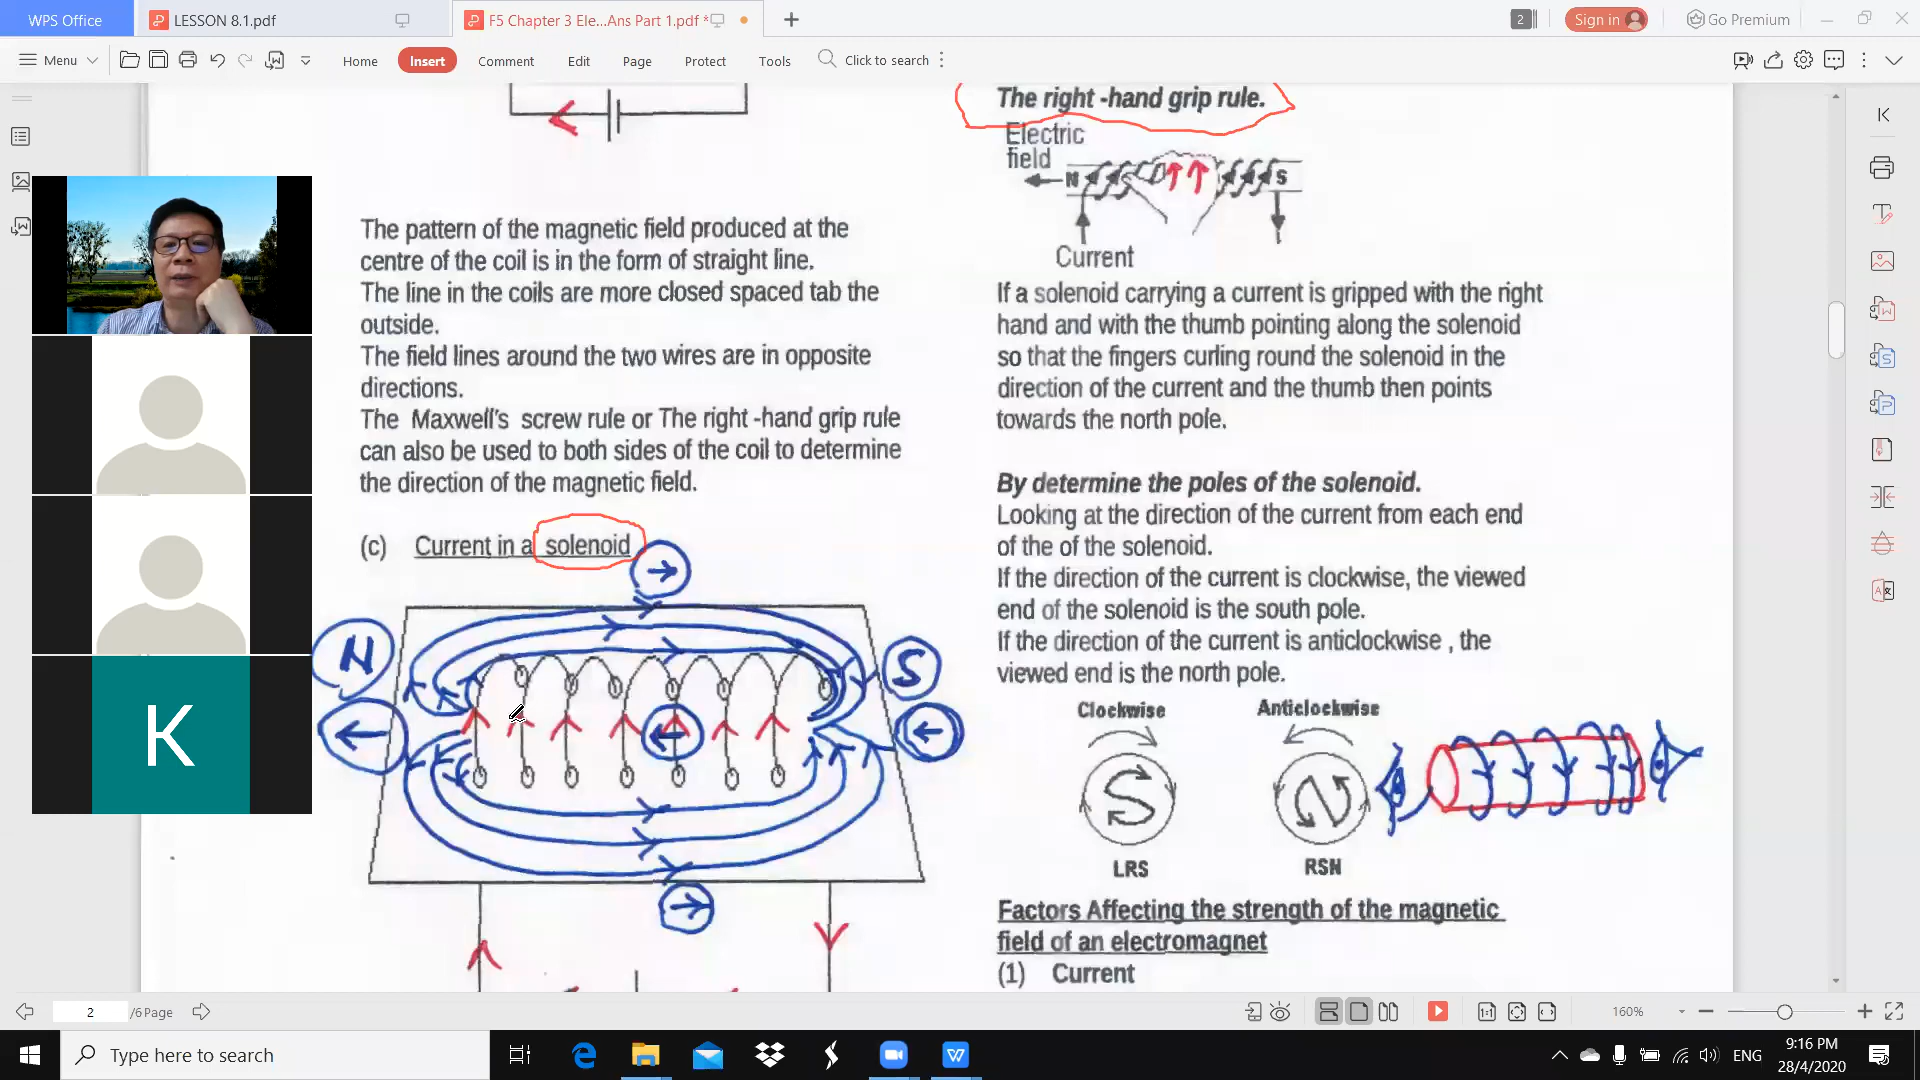 WPS Office
LESSON 8.1.pdf
F5 Chapter 3 Ele...Ans Part 1.pdf *
2
Sign in
Go Premium
Menu
Home
Insert
Comment
Edit
Page
Protect
Tools
Click to search
The pattern of the magnetic field produced at the
centre of the coil is in the form of straight line.
The line in the coils are more closed spaced tab the
outside.
The field lines around the two wires are in opposite
directions.
The Maxwell's screw rule or The right -hand grip rule
can also be used to both sides of the coil to determine
the direction of the magnetic field.
(c) Current in a solenoid
N
S
K
The right -hand grip rule.
Electric
field
N
S
Current
If a solenoid carrying a current is gripped with the right
hand and with the thumb pointing along the solenoid
so that the fingers curling round the solenoid in the
direction of the current and the thumb then points
towards the north pole.
By determine the poles of the solenoid.
Looking at the direction of the current from each end
of the of the solenoid.
If the direction of the current is clockwise, the viewed
end of the solenoid is the south pole.
If the direction of the current is anticlockwise , the
viewed end is the north pole.
Clockwise
Anticlockwise
S
N
LRS
RSN
Factors Affecting the strength of the magnetic
field of an electromagnet
(1) Current
2
/6Page
160%
Type here to search
ENG
9:16 PM
28/4/2020